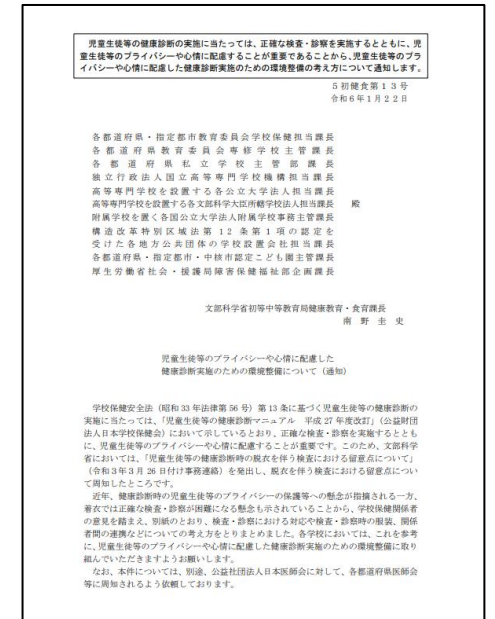 児童生徒等の健康診断の実施に当たっては、正確な検査・診察を実施するとともに、児
童生徒等のプライバシーや心情に配慮することが重要であることから、児童生徒等のプラ
イバシーや心情に配慮した健康診断実施のための環境整備の考え方について通知します。
5初健食第13号
令和6年1月22日
各都道府県・指定都市教育委員会学校保健担当課長
各都道府県教育委員会専修学校主管課長
各都道府県私立学校主管部課長
独立行政法人国立高等専門学校機構担当課長
高等専門学校を設置する各公立大学法人担当課長
高等専門学校を設置する各文部科学大臣所轄学校法人担当課長 殿
附属学校を置く各国公立大学法人附属学校事務主管課長
構造改革特別区域法第12条第1項の認定を
受けた各地方公共団体の学校設置会社担当課長
各都道府県・指定都市・中核市認定こども園主管課長
厚生労働省社会・援護局障害保健福祉部企画課長
文部科学省初等中等教育局健康教育・食育課長
南野圭史
児童生徒等のプライバシーや心情に配慮した
健康診断実施のための環境整備について（通知）
学校保健安全法（昭和33年法律第56号）第13条に基づく児童生徒等の健康診断の
実施に当たっては、「児童生徒等の健康診断マニュアル 平成27年度改訂」（公益財団
法人日本学校保健会）において示しているとおり、正確な検査・診察を実施するととも
に、児童生徒等のプライバシーや心情に配慮することが重要です。このため、文部科学
省においては、「児童生徒等の健康診断時の脱衣を伴う検査における留意点について」
（令和3年3月26日付け事務連絡）を発出し、脱衣を伴う検査における留意点につい
て周知したところです。
近年、健康診断時の児童生徒等のプライバシーの保護等への懸念が指摘される一方、
着衣では正確な検査・診察が困難になる懸念も示されていることから、学校保健関係者
の意見を踏まえ、別紙のとおり、検査・診察における対応や検査・診察時の服装、関係
者間の連携などについての考え方をとりまとめました。各学校においては、これを参考
に、児童生徒等のプライバシーや心情に配慮した健康診断実施のための環境整備に取り
組んでいただきますようお願いします。
なお、本件については、別途、公益社団法人日本医師会に対して、各都道府県医師会
等に周知されるよう依頼しております。